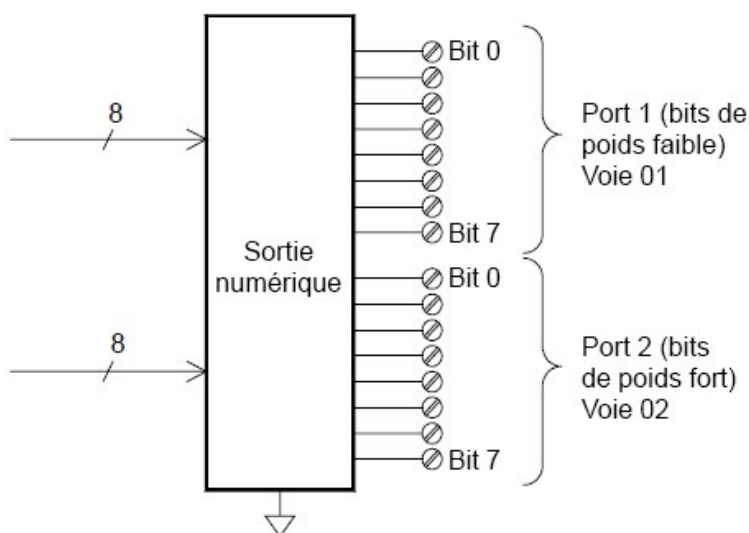 8
8
Sortie
numérique
Bit 0
Bit 7
Port 1 (bits de
poids faible)
Voie 01
Bit 0
Bit 7
Port 2 (bits
de poids fort)
Voie 02